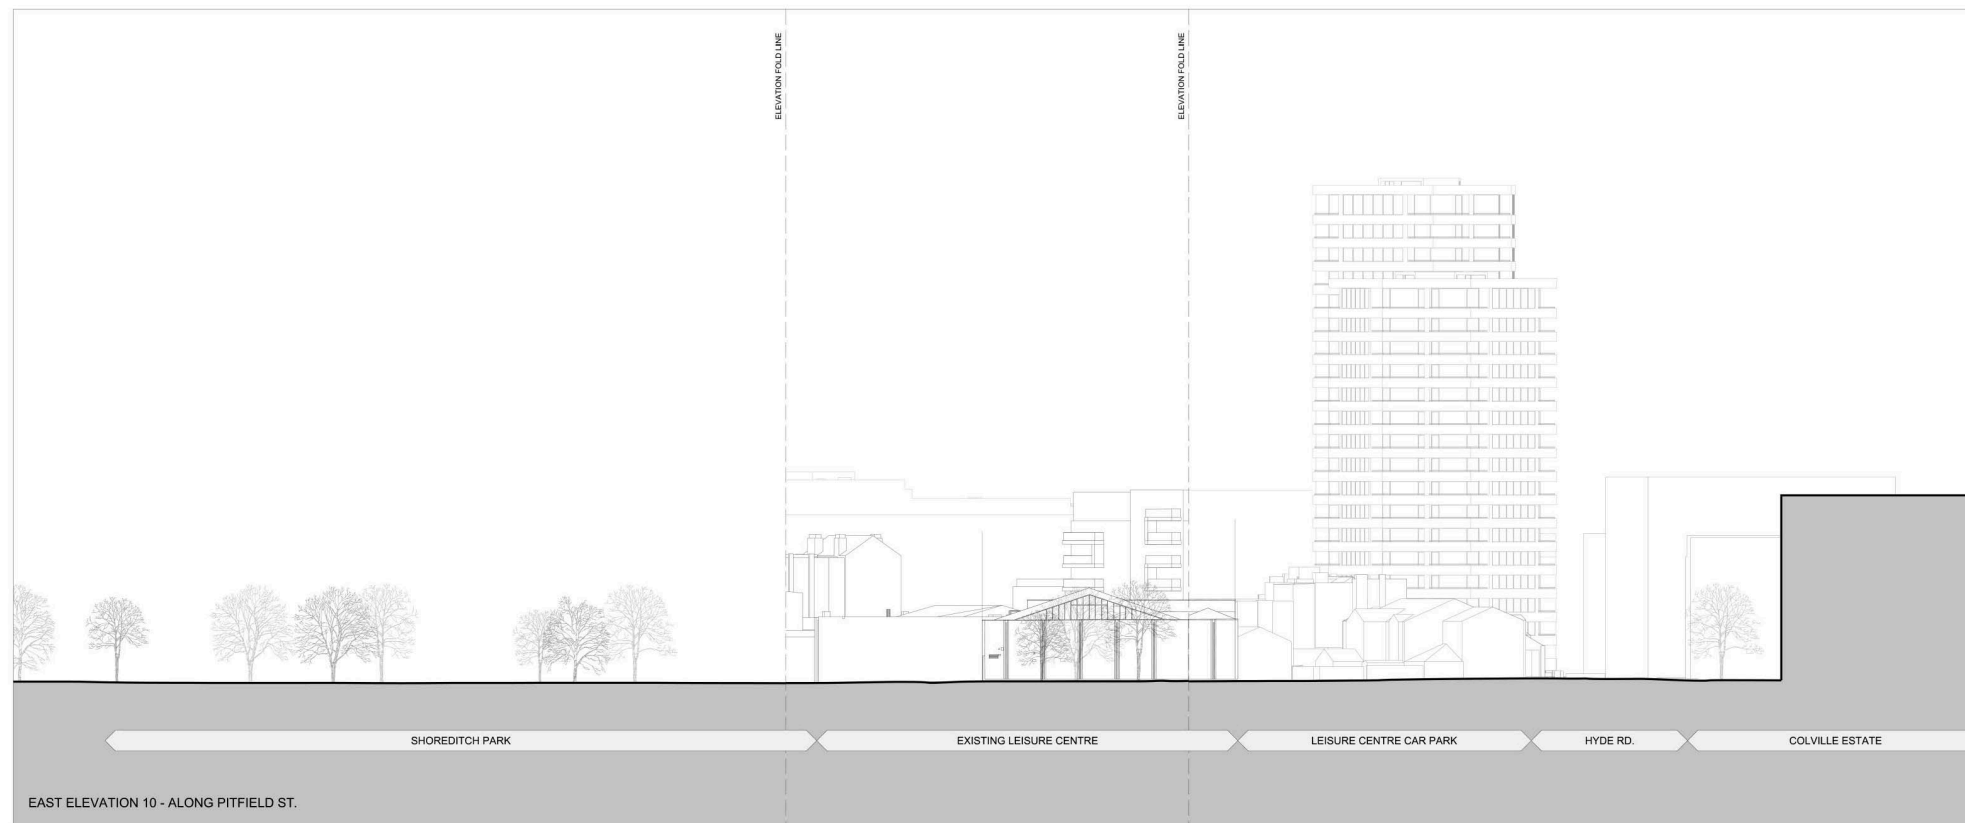 ELEVATION FOLD LINE
ELEVATION FOLD LINE
SHOREDITCH PARK
EXISTING LEISURE CENTRE
LEISURE CENTRE CAR PARK
HYDE RD.
COLVILLE ESTATE
EAST ELEVATION 10 - ALONG PITFIELD ST.